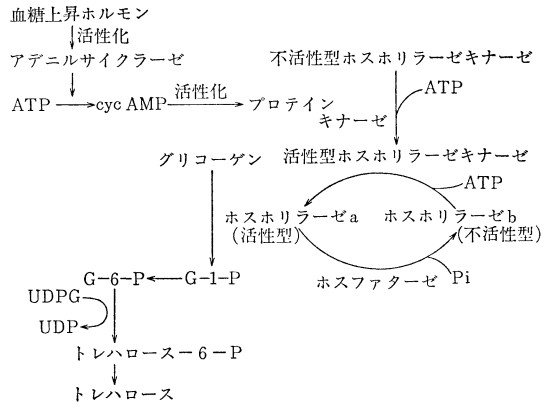 血糖上昇ホルモン
活性化
アデニルサイクラーゼ
ATP
cyc AMP
活性化
プロテイン
キナーゼ
不活性型ホスホリラーゼキナーゼ
ATP
活性型ホスホリラーゼキナーゼ
ATP
グリコーゲン
ホスホリラーゼa
(活性型)
ホスホリラーゼb
(不活性型)
ホスファターゼ
Pi
G-6-P
G-1-P
UDPG
UDP
トレハロース-6-P
トレハロース